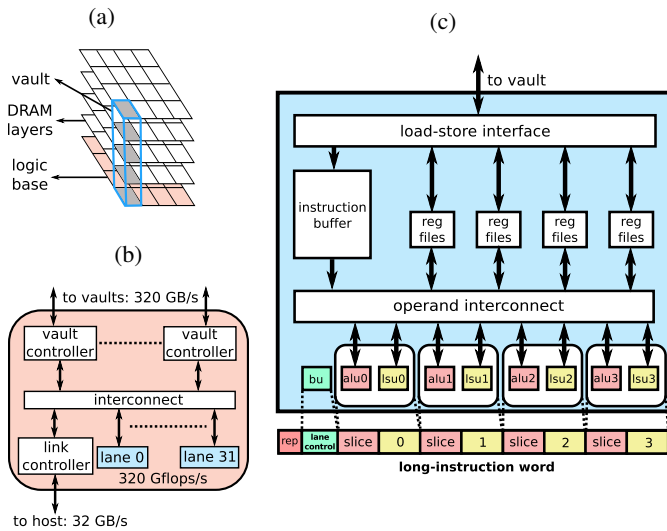 (a)
vault
DRAM
layers
logic
base
(b)
to vaults: 320 GB/s
vault
controller
vault
controller
interconnect
link
controller
lane 0
lane 31
320 Gflops/s
to host: 32 GB/s
(c)
to vault
load-store interface
instruction
buffer
reg
files
reg
files
reg
files
reg
files
operand interconnect
bu
alu0
lsu0
alu1
lsu1
alu2
lsu2
alu3
lsu3
rep
lane
control
slice
0
slice
1
slice
2
slice
3
long-instruction word